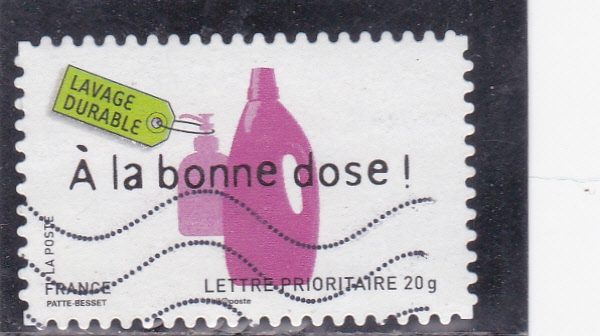 LAVAGE
DURABLE
À la bonne dose !
LA POSTE
FRANCE
LETTRE PRIORITAIRE 20g
PATTE-BESSET